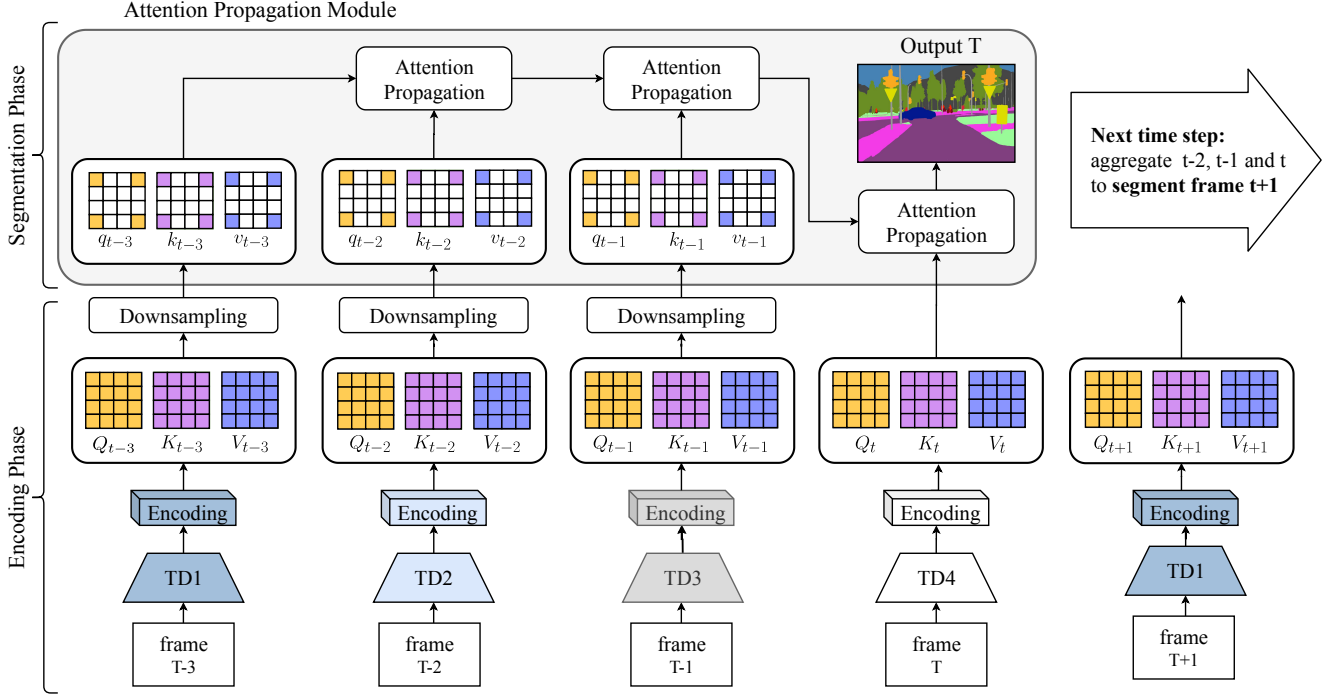 Attention Propagation Module
Segmentation Phase
Encoding Phase
Attention
Propagation
Attention
Propagation
Output T
Attention
Propagation
Next time step:
aggregate t-2, t-1 and t
to segment frame t+1
q_{t-3} k_{t-3} v_{t-3}
q_{t-2} k_{t-2} v_{t-2}
q_{t-1} k_{t-1} v_{t-1}
Downsampling
Downsampling
Downsampling
Q_{t-3} K_{t-3} V_{t-3}
Q_{t-2} K_{t-2} V_{t-2}
Q_{t-1} K_{t-1} V_{t-1}
Q_t K_t V_t
Q_{t+1} K_{t+1} V_{t+1}
Encoding
Encoding
Encoding
Encoding
Encoding
TD1
TD2
TD3
TD4
TD1
frame
T-3
frame
T-2
frame
T-1
frame
T
frame
T+1